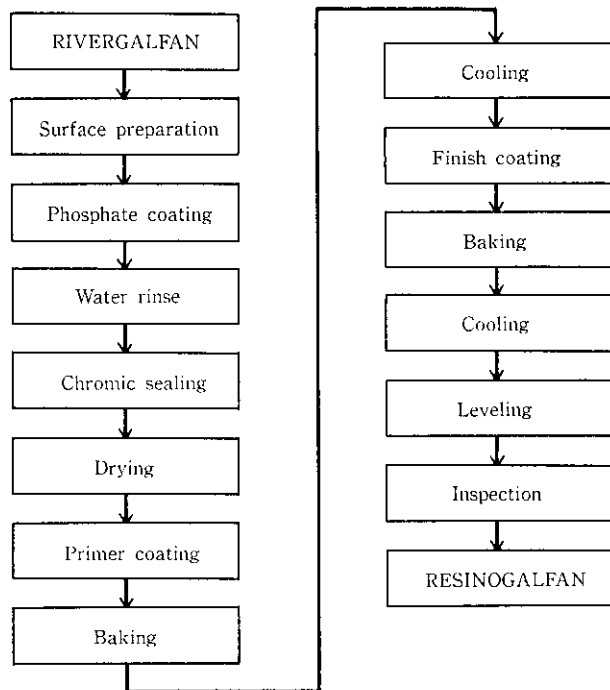 RIVERGALFAN
Surface preparation
Phosphate coating
Water rinse
Chromic sealing
Drying
Primer coating
Baking
Cooling
Finish coating
Baking
Cooling
Leveling
Inspection
RESINOGALFAN